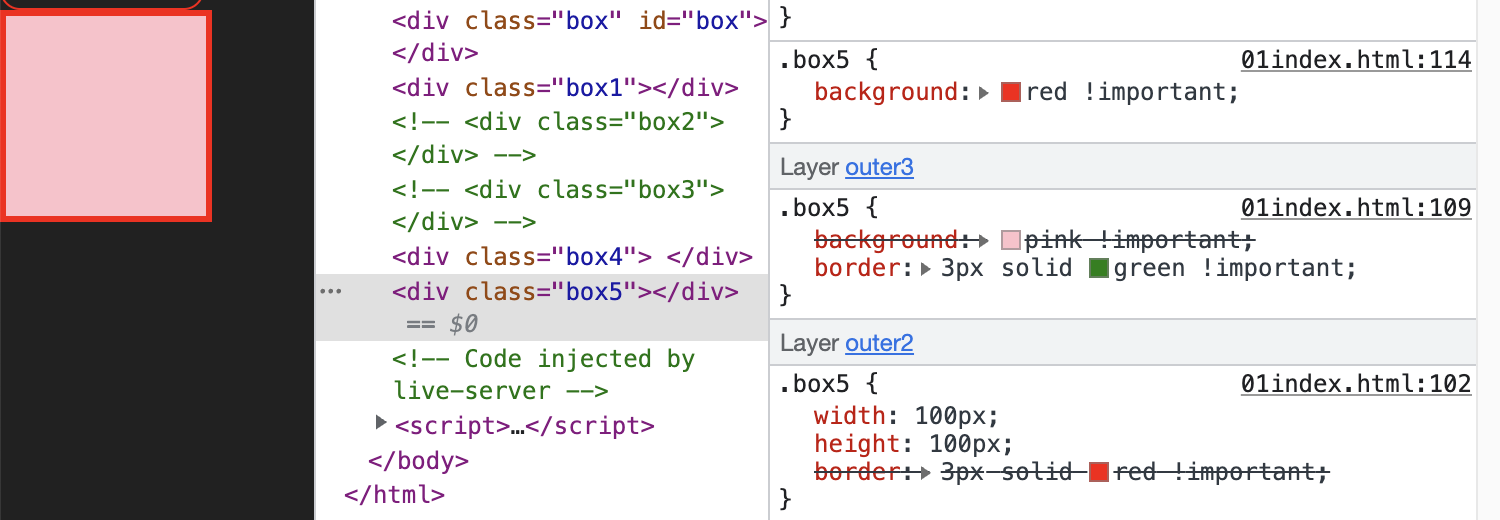 <div class="box" id="box">
</div>
<div class="box1"></div>
<!-- <div class="box2">
</div> -->
<!-- <div class="box3">
</div> -->
<div class="box4"> </div>
<div class="box5"></div>
== $0
<!-- Code injected by
live-server -->
<script>…</script>
</body>
</html>
}
.box5 {
01index.html:114
background: red !important;
}
Layer outer3
.box5 {
01index.html:109
background: pink !important;
border: 3px solid green !important;
}
Layer outer2
.box5 {
01index.html:102
width: 100px;
height: 100px;
border: 3px solid red !important;
}